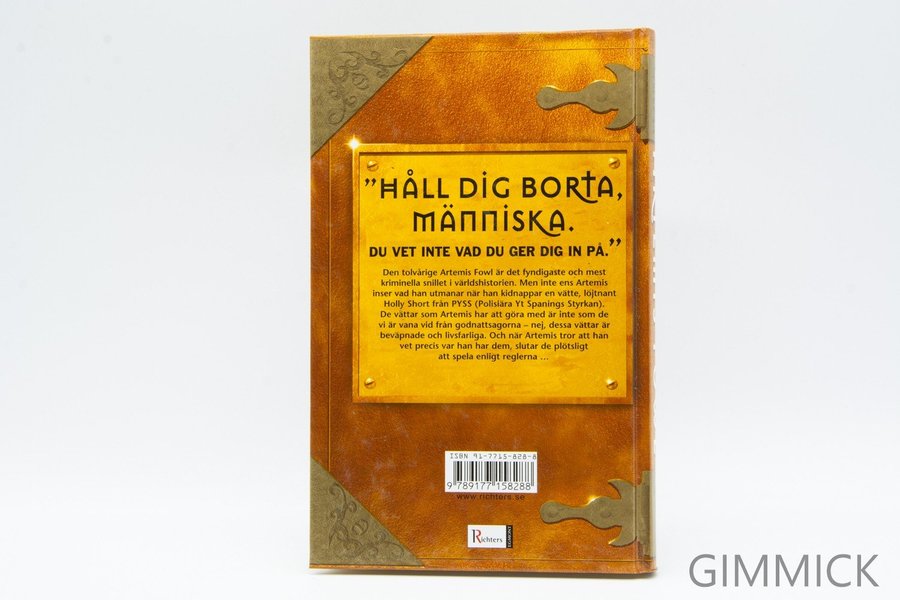 "HÅLL DIG BORTA,
MÄNNISKA.
DU VET INTE VAD DU GER DIG IN PÅ."
Den tolvårige Artemis Fowl är det fyndigaste och mest
kriminella snillet i världshistorien. Men inte ens Artemis
inser vad han utmanar när han kidnappar en vätte, löjtnant
Holly Short från PYSS (Polisiära Yt Spanings Styrkan).
De vättar som Artemis har att göra med är inte som de
vi är vana vid från godnattsagorna – nej, dessa vättar är
beväpnade och livsfarliga. Och när Artemis tror att han
vet precis var han har dem, slutar de plötsligt
att spela enligt reglerna ...
ISBN 91-7715-828-8
9 789177 158288
www.richters.se
Richters
EGMONT
GIMMICK